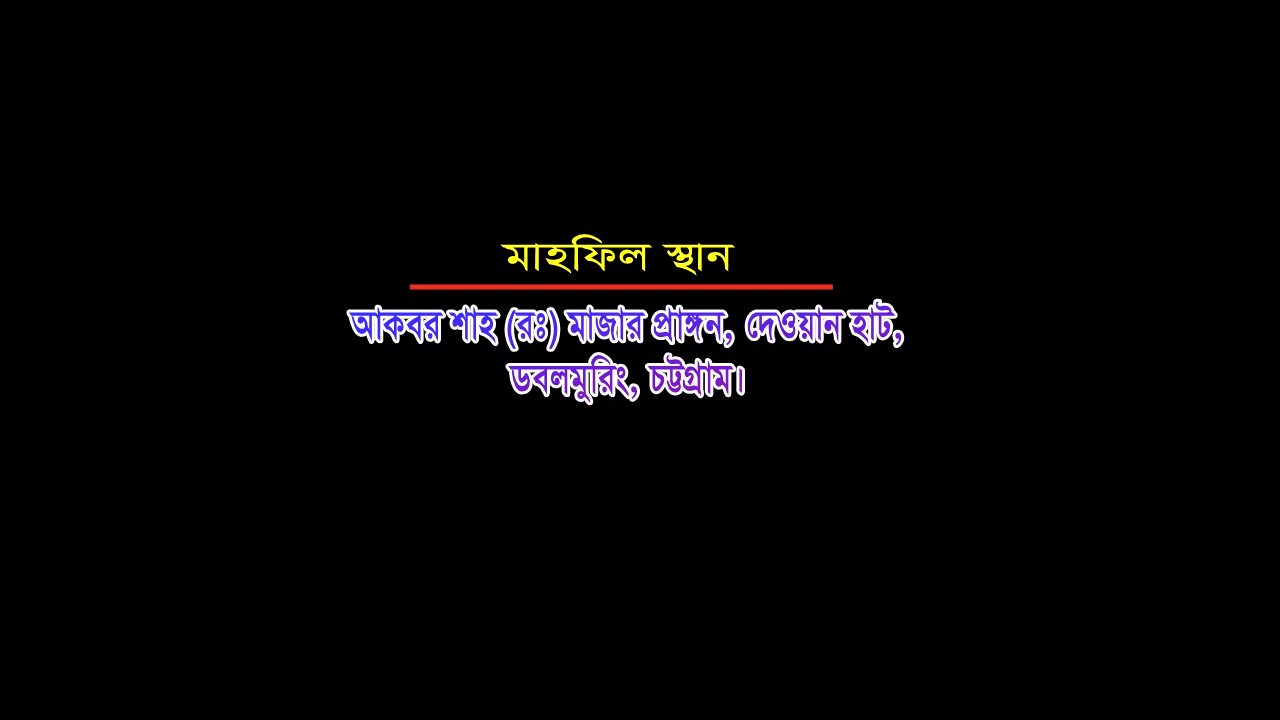 মাহফিল স্থান
আকবর শাহ (রঃ) মাজার প্রাঙ্গন, দেওয়ান হাট,
ডবলমুরিং, চট্টগ্রাম।